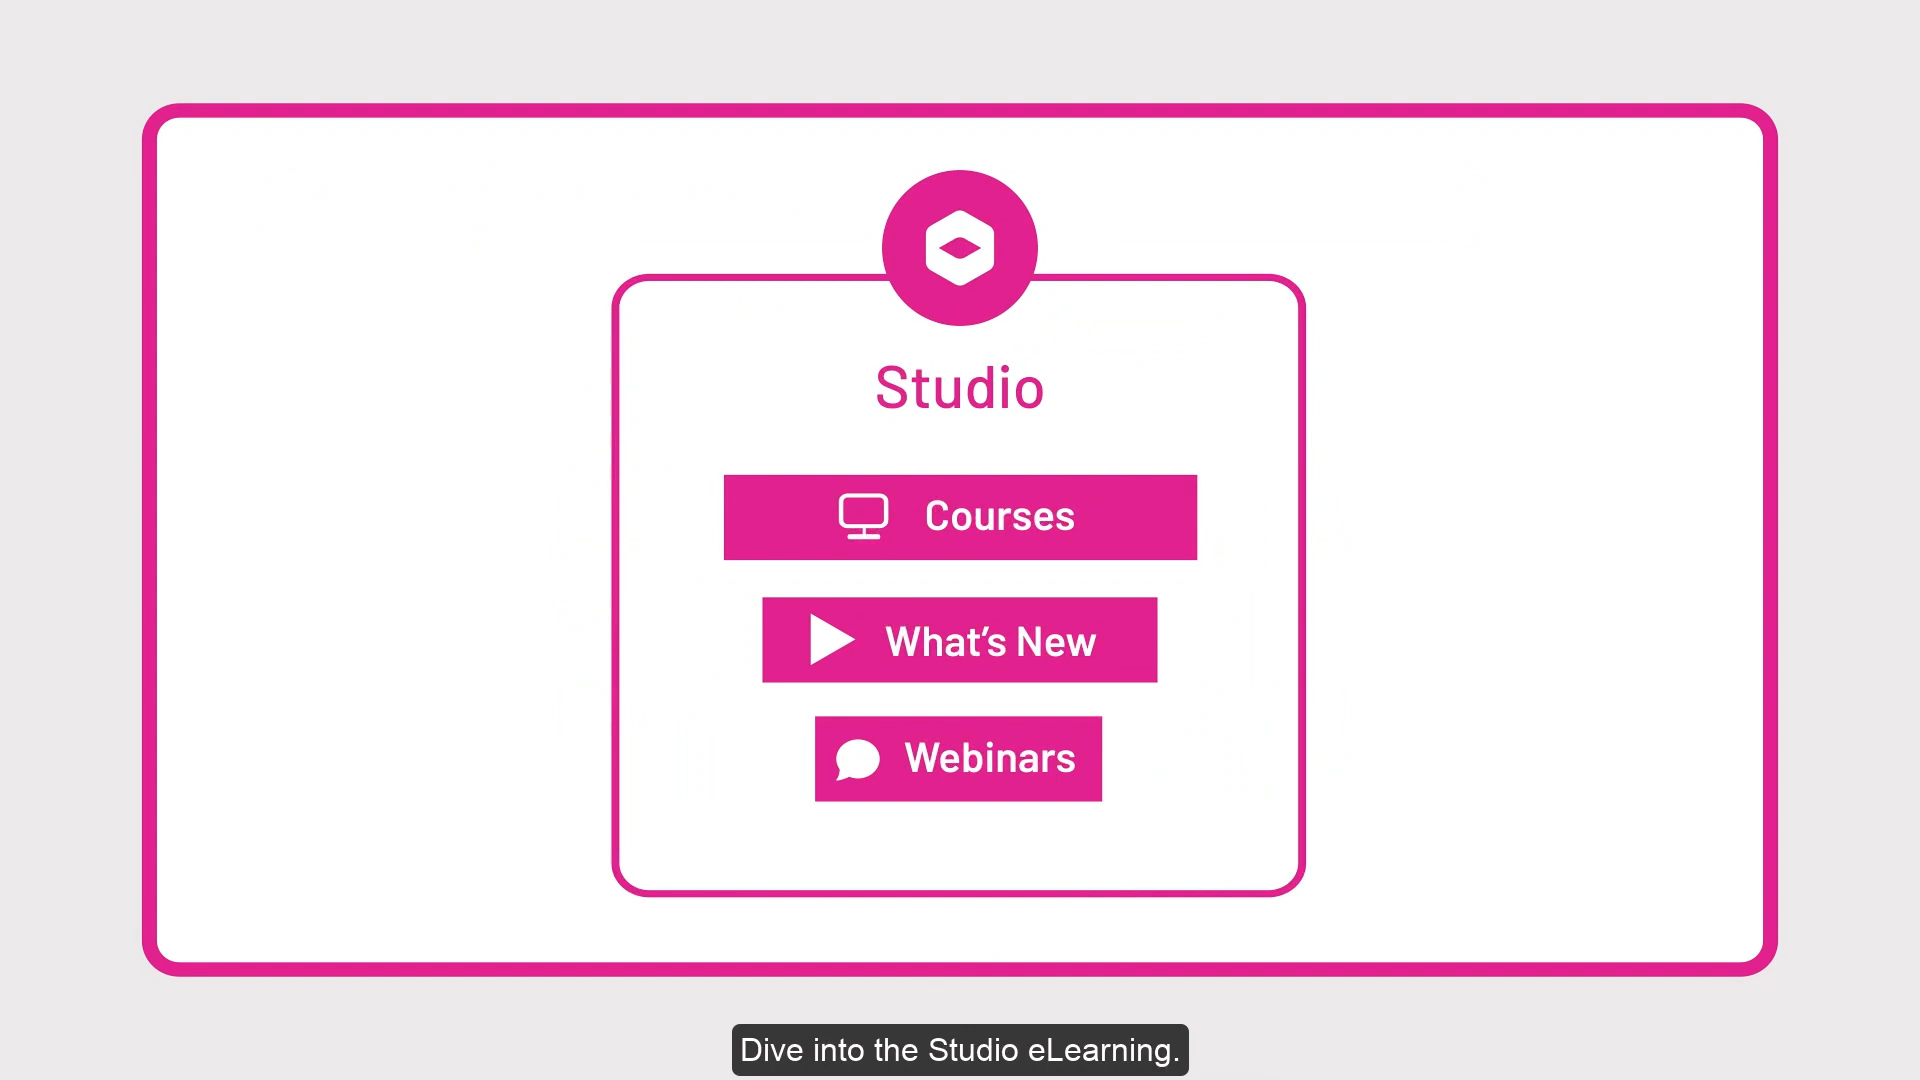 Studio
Courses
What’s New
Webinars
Dive into the Studio eLearning.